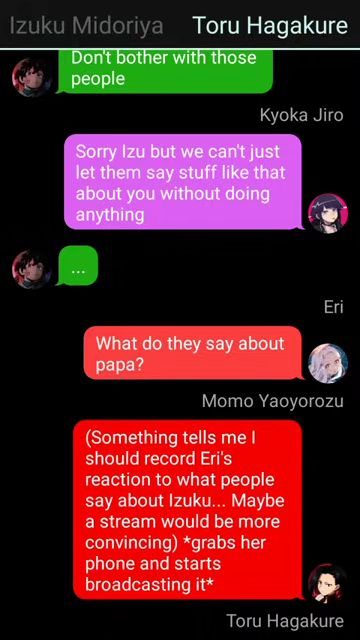 Izuku Midoriya Toru Hagakure
Don't bother with those
people
Kyoka Jiro
Sorry Izu but we can't just
let them say stuff like that
about you without doing
anything
...
Eri
What do they say about
papa?
Momo Yaoyorozu
(Something tells me I
should record Eri's
reaction to what people
say about Izuku... Maybe
a stream would be more
convincing) *grabs her
phone and starts
broadcasting it*
Toru Hagakure